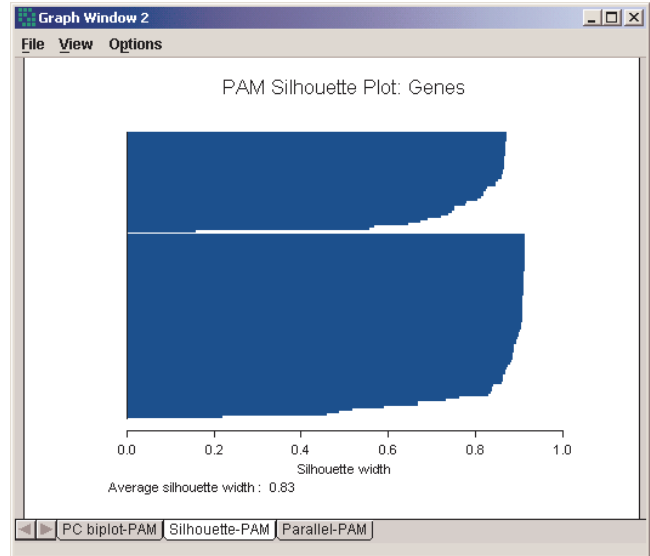 Graph Window 2
File View Options
PAM Silhouette Plot: Genes
0.0 0.2 0.4 0.6 0.8 1.0
Silhouette width
Average silhouette width : 0.83
PC biplot-PAM Silhouette-PAM Parallel-PAM